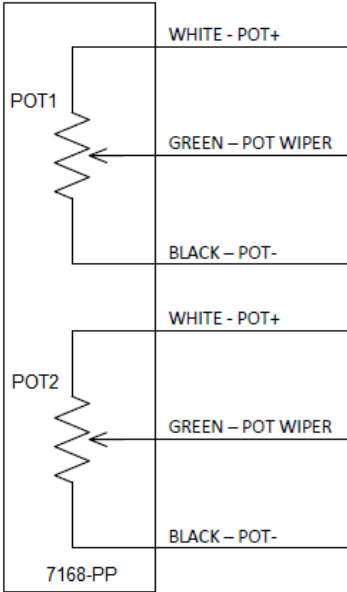 WHITE - POT+
POT1
GREEN – POT WIPER
BLACK – POT-
WHITE - POT+
POT2
GREEN – POT WIPER
BLACK – POT-
7168-PP